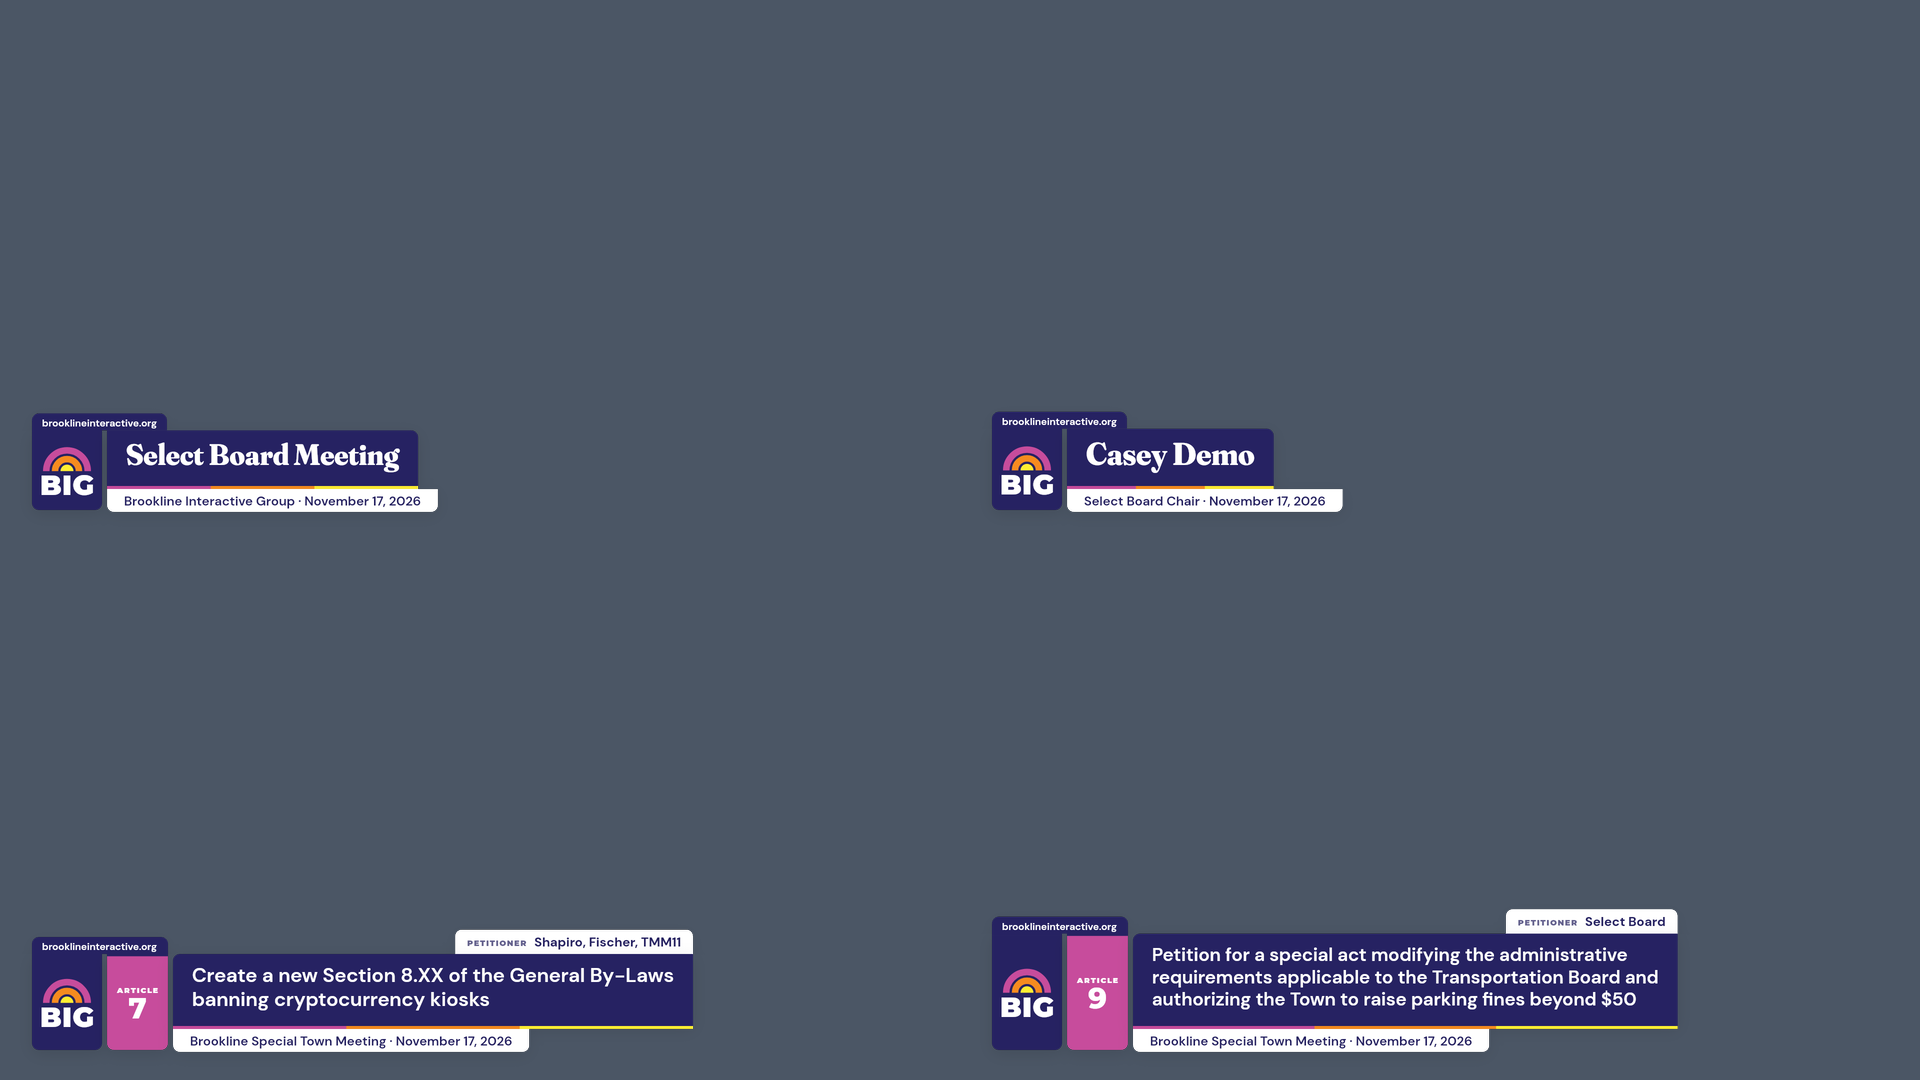 brooklineinteractive.org
BIG
Select Board Meeting
Brookline Interactive Group · November 17, 2026
brooklineinteractive.org
BIG
Casey Demo
Select Board Chair · November 17, 2026
brooklineinteractive.org
BIG
ARTICLE
7
PETITIONER Shapiro, Fischer, TMM11
Create a new Section 8.XX of the General By-Laws
banning cryptocurrency kiosks
Brookline Special Town Meeting · November 17, 2026
brooklineinteractive.org
BIG
ARTICLE
9
PETITIONER Select Board
Petition for a special act modifying the administrative
requirements applicable to the Transportation Board and
authorizing the Town to raise parking fines beyond $50
Brookline Special Town Meeting · November 17, 2026